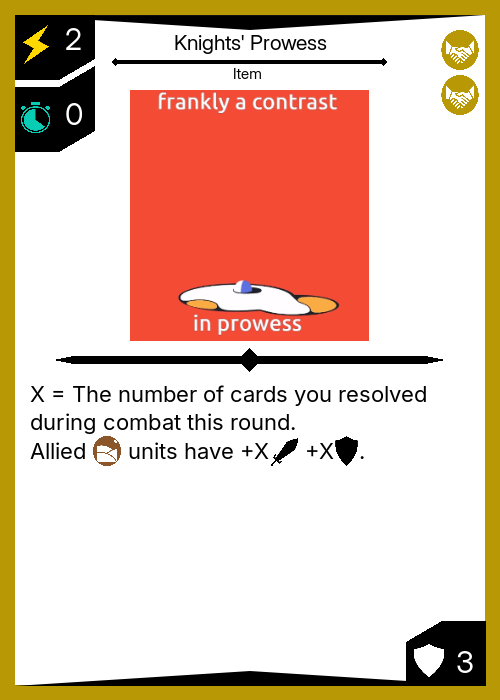 2
Knights' Prowess
Item
0
frankly a contrast
in prowess
X = The number of cards you resolved
during combat this round.
Allied units have +X +X.
3